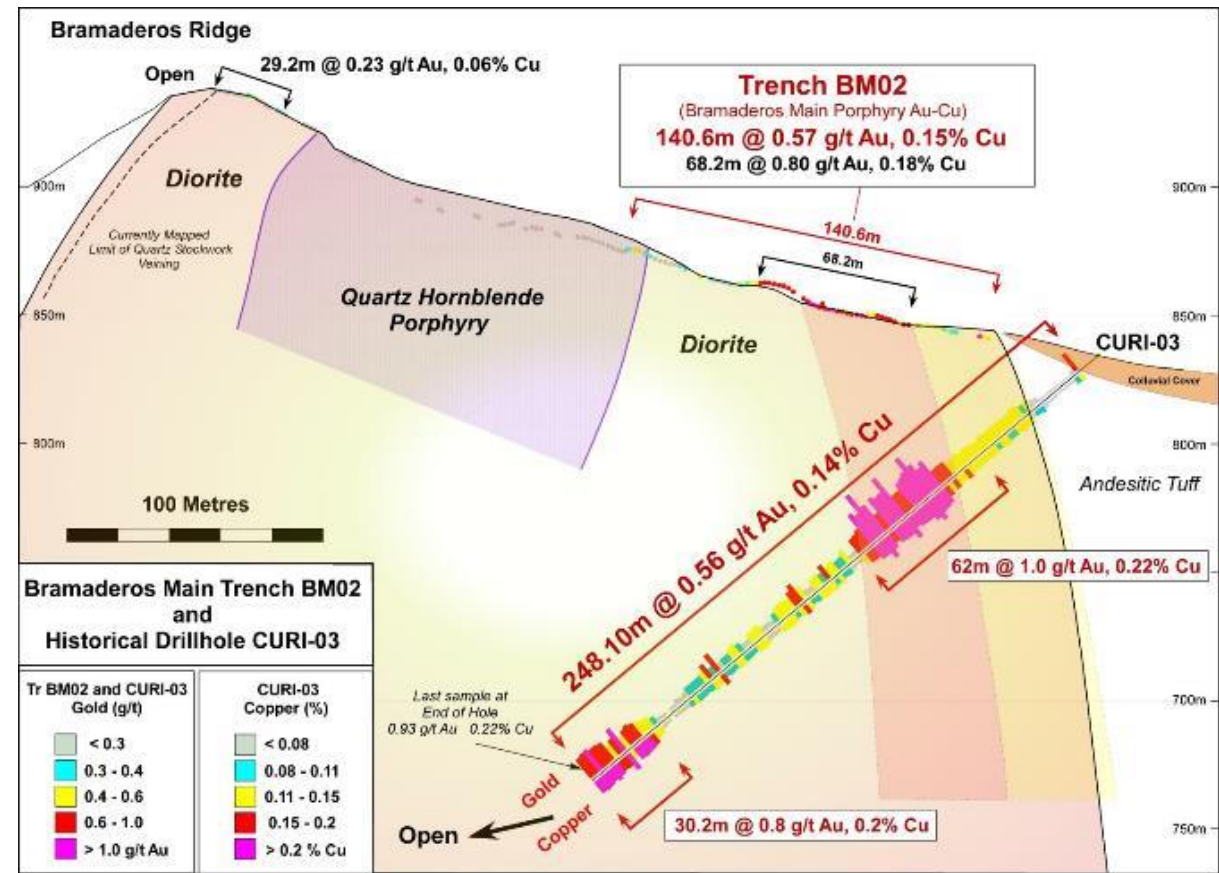 Bramaderos Ridge
Open
29.2m @ 0.23 g/t Au, 0.06% Cu
Trench BM02
(Bramaderos Main Porphyry Au-Cu)
140.6m @ 0.57 g/t Au, 0.15% Cu
68.2m @ 0.80 g/t Au, 0.18% Cu
900m
900m
Diorite
Currently Mapped
Limit of Quartz Stockwork
Veining
140.6m
68.2m
Quartz Hornblende
Porphyry
850m
850m
Diorite
CURI-03
Colluvial Cover
800m
800m
Andesitic Tuff
100 Metres
248.10m @ 0.56 g/t Au, 0.14% Cu
62m @ 1.0 g/t Au, 0.22% Cu
Bramaderos Main Trench BM02
and
Historical Drillhole CURI-03
Tr BM02 and CURI-03
Gold (g/t)
< 0.3
0.3 - 0.4
0.4 - 0.6
0.6 - 1.0
> 1.0 g/t Au
CURI-03
Copper (%)
< 0.08
0.08 - 0.11
0.11 - 0.15
0.15 - 0.2
> 0.2 % Cu
Last sample at
End of Hole
0.93 g/t Au 0.22% Cu
700m
Gold
Copper
Open
30.2m @ 0.8 g/t Au, 0.2% Cu
750m